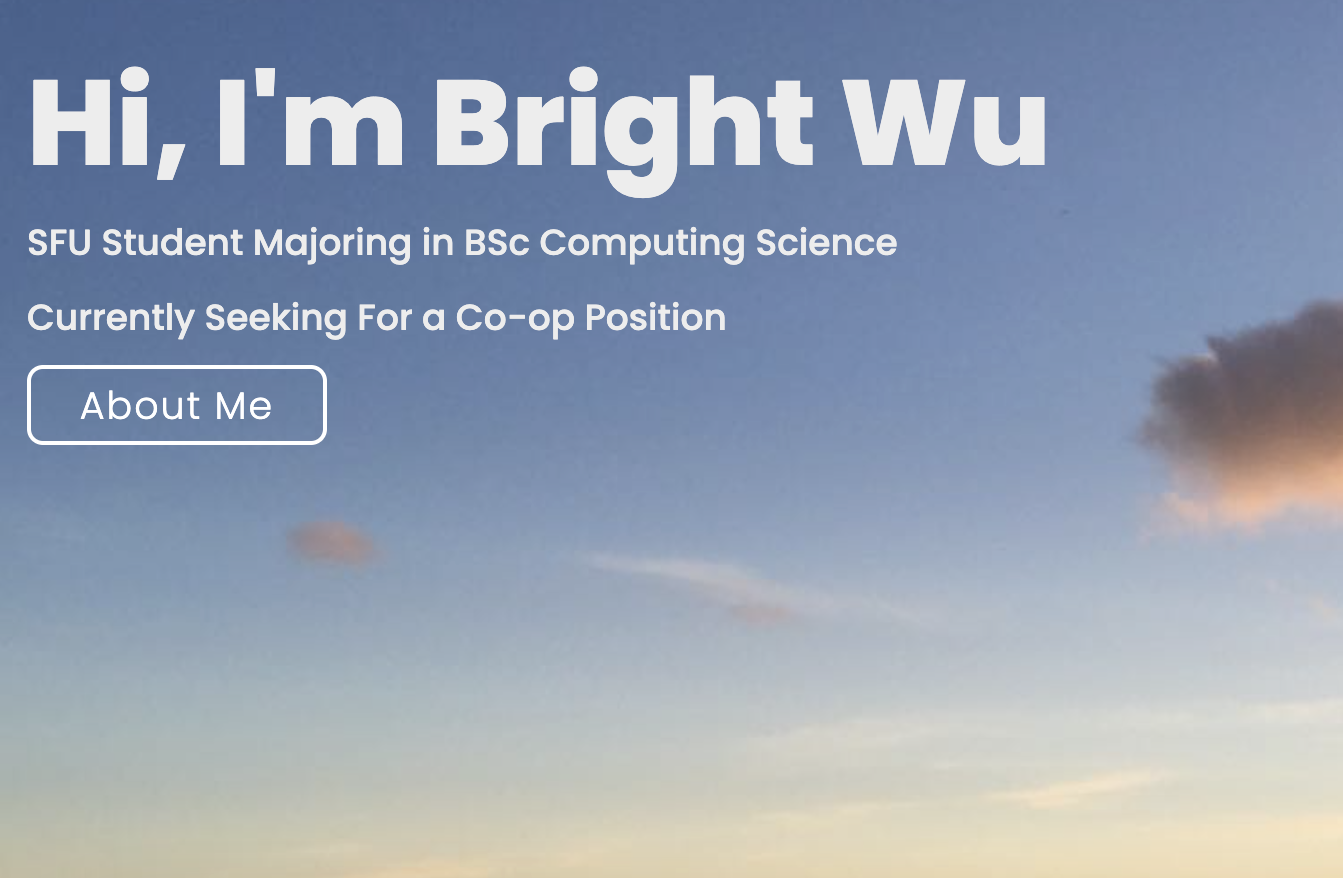 Hi, I'm Bright Wu
SFU Student Majoring in BSc Computing Science
Currently Seeking For a Co-op Position
About Me